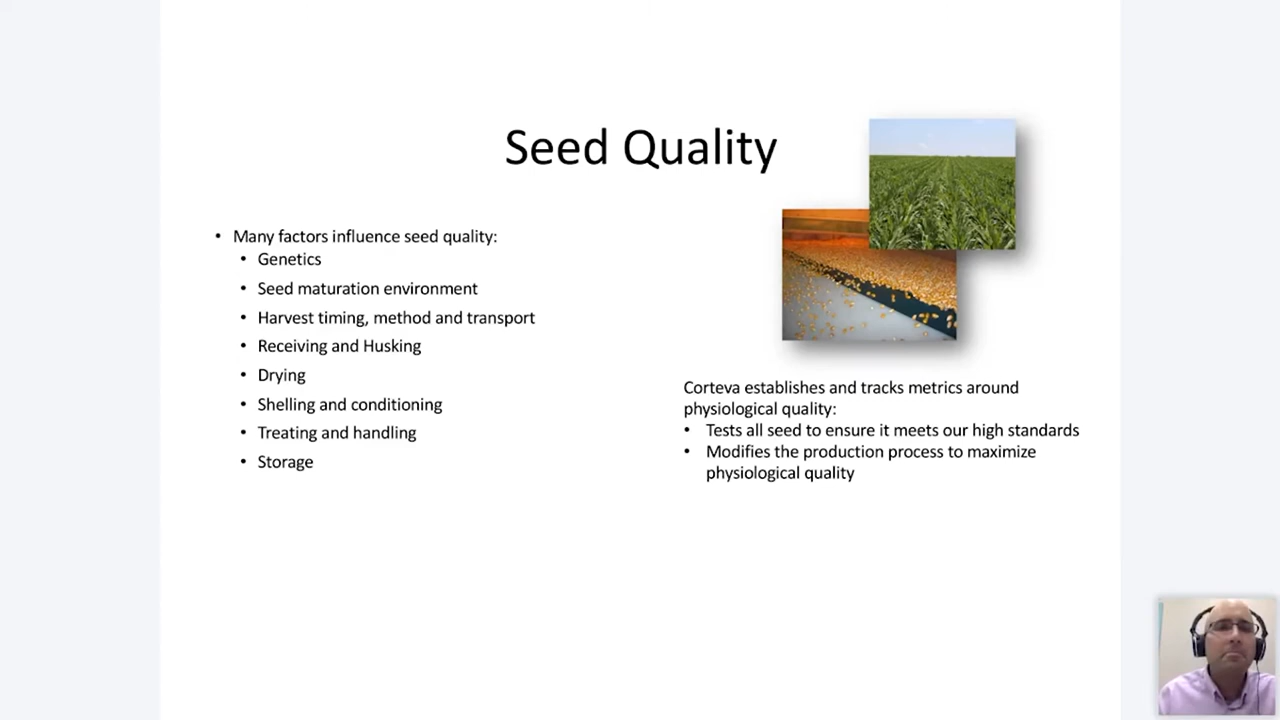 Seed Quality
• Many factors influence seed quality:
• Genetics
• Seed maturation environment
• Harvest timing, method and transport
• Receiving and Husking
• Drying
• Shelling and conditioning
• Treating and handling
• Storage
Corteva establishes and tracks metrics around
physiological quality:
• Tests all seed to ensure it meets our high standards
• Modifies the production process to maximize
physiological quality